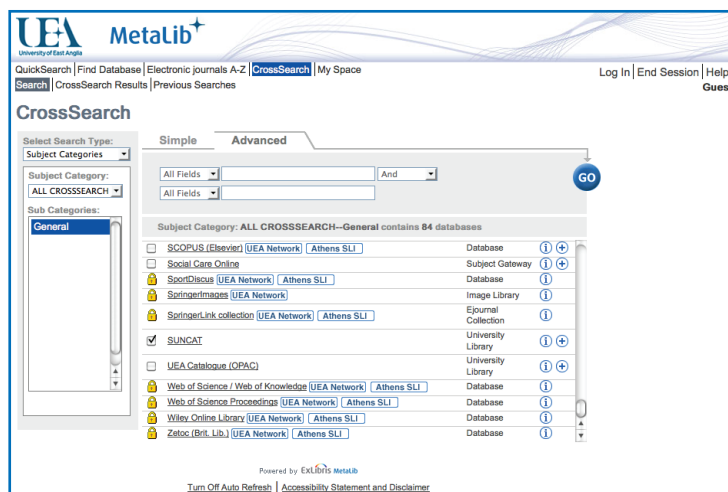 UEA MetaLib
University of East Anglia
QuickSearch | Find Database | Electronic journals A-Z | CrossSearch | My Space
Log In | End Session | Help
Search | CrossSearch Results | Previous Searches
Gues
CrossSearch
Select Search Type:
Subject Categories
Subject Category:
ALL CROSSSEARCH
Sub Categories:
General
Simple Advanced
All Fields And
All Fields
GO
Subject Category: ALL CROSSSEARCH--General contains 84 databases
SCOPUS (Elsevier) UEA Network Athens SLI Database
Social Care Online Subject Gateway
SportDiscus UEA Network Athens SLI Database
SpringerImages UEA Network Image Library
SpringerLink collection UEA Network Athens SLI Ejournal Collection
SUNCAT University Library
UEA Catalogue (OPAC) University Library
Web of Science / Web of Knowledge UEA Network Athens SLI Database
Web of Science Proceedings UEA Network Athens SLI Database
Wiley Online Library UEA Network Athens SLI Database
Zetoc (Brit. Lib.) UEA Network Athens SLI Database
Powered by ExLibris MetaLib
Turn Off Auto Refresh | Accessibility Statement and Disclaimer